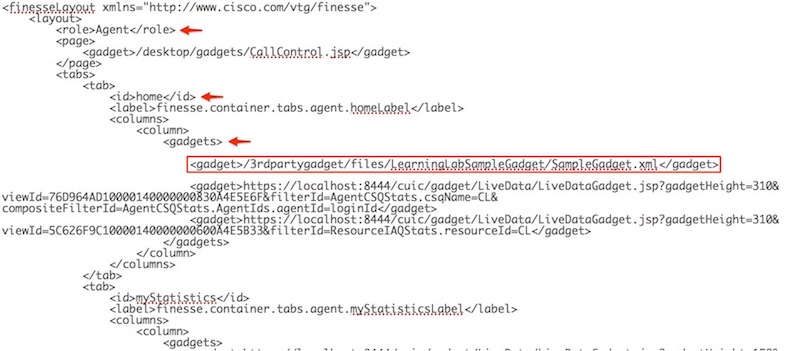 <finesseLayout xmlns="http://www.cisco.com/vtg/finesse">
<layout>
<role>Agent</role>
<page>
<gadget>/desktop/gadgets/CallControl.jsp</gadget>
</page>
<tabs>
<tab>
<id>home</id>
<label>finesse.container.tabs.agent.homeLabel</label>
<columns>
<column>
<gadgets>
<gadget>/3rdpartygadget/files/LearningLabSampleGadget/SampleGadget.xml</gadget>
<gadget>https://localhost:8444/cuic/gadget/LiveData/LiveDataGadget.jsp?gadgetHeight=310&
viewId=76D964AD10000140000000830A4E5E6F&filterId=AgentCSQStats.csqName=CL&
compositeFilterId=AgentCSQStats.AgentIds.agentId=loginId</gadget>
<gadget>https://localhost:8444/cuic/gadget/LiveData/LiveDataGadget.jsp?gadgetHeight=310&
viewId=5C626F9C10000140000000600A4E5B33&filterId=ResourceIAQStats.resourceId=CL</gadget>
</gadgets>
</column>
</columns>
</tab>
<tab>
<id>myStatistics</id>
<label>finesse.container.tabs.agent.myStatisticsLabel</label>
<columns>
<column>
<gadgets>